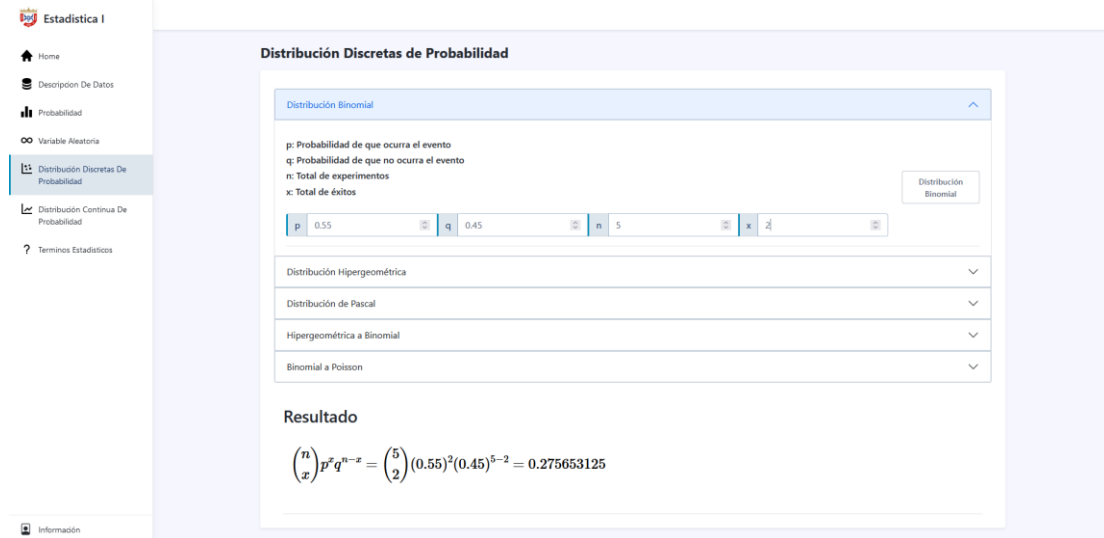 Estadistica I
Home
Descripcion De Datos
Probabilidad
Variable Aleatoria
Distribución Discretas De
Probabilidad
Distribución Continua De
Probabilidad
Terminos Estadisticos
Información
Distribución Discretas de Probabilidad
Distribución Binomial
p: Probabilidad de que ocurra el evento
q: Probabilidad de que no ocurra el evento
n: Total de experimentos
x: Total de éxitos
Distribución
Binomial
p 0.55 q 0.45 n 5 x 2
Distribución Hipergeométrica
Distribución de Pascal
Hipergeométrica a Binomial
Binomial a Poisson
Resultado
(n x) p^x q^{n−x} = (5 2) (0.55)^2 (0.45)^{5−2} = 0.275653125